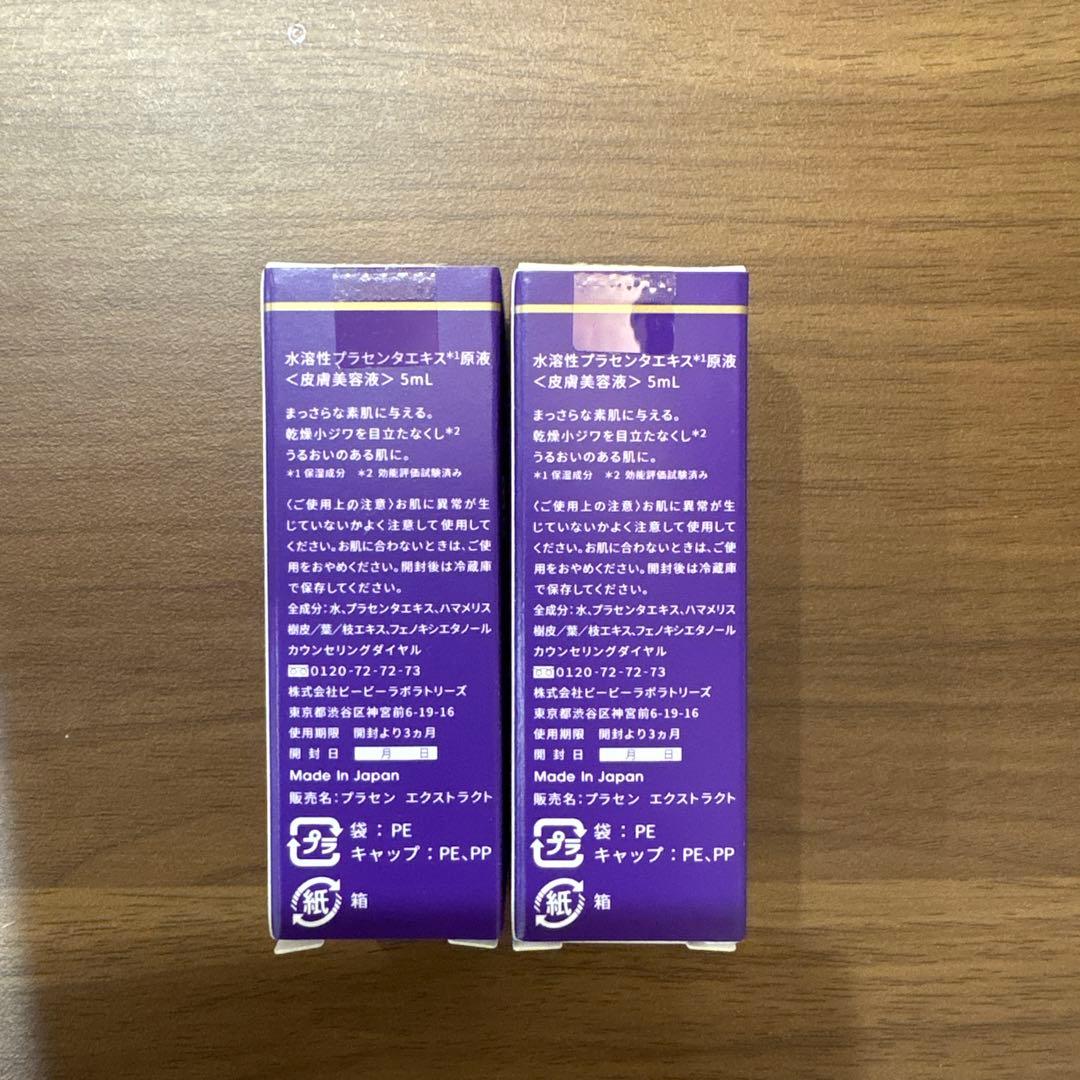 水溶性プラセンタエキス*1原液
＜皮膚美容液＞ 5mL
まっさらな素肌に与える。
乾燥小ジワを目立たなくし*2
うるおいのある肌に。
*1 保湿成分　*2 効能評価試験済み
〈ご使用上の注意〉お肌に異常が生
じていないかよく注意して使用して
ください。お肌に合わないときは、ご使
用をおやめください。開封後は冷蔵庫
で保存してください。
全成分：水、プラセンタエキス、ハマメリス
樹皮／葉／枝エキス、フェノキシエタノール
カウンセリングダイヤル
0120-72-72-73
株式会社ビービーラボラトリーズ
東京都渋谷区神宮前6-19-16
使用期限　開封より3ヵ月
開封日　月　日
Made In Japan
販売名：プラセン　エクストラクト
プラ 袋：PE
キャップ：PE、PP
紙 箱
水溶性プラセンタエキス*1原液
＜皮膚美容液＞ 5mL
まっさらな素肌に与える。
乾燥小ジワを目立たなくし*2
うるおいのある肌に。
*1 保湿成分　*2 効能評価試験済み
〈ご使用上の注意〉お肌に異常が生
じていないかよく注意して使用して
ください。お肌に合わないときは、ご使
用をおやめください。開封後は冷蔵庫
で保存してください。
全成分：水、プラセンタエキス、ハマメリス
樹皮／葉／枝エキス、フェノキシエタノール
カウンセリングダイヤル
0120-72-72-73
株式会社ビービーラボラトリーズ
東京都渋谷区神宮前6-19-16
使用期限　開封より3ヵ月
開封日　月　日
Made In Japan
販売名：プラセン　エクストラクト
プラ 袋：PE
キャップ：PE、PP
紙 箱